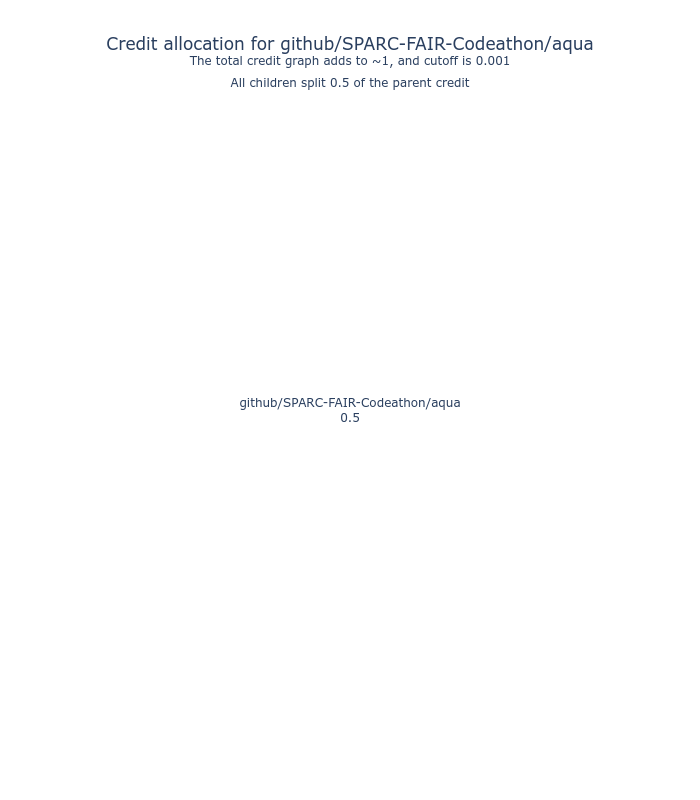 Credit allocation for github/SPARC-FAIR-Codeathon/aqua
The total credit graph adds to ~1, and cutoff is 0.001
All children split 0.5 of the parent credit
github/SPARC-FAIR-Codeathon/aqua
0.5